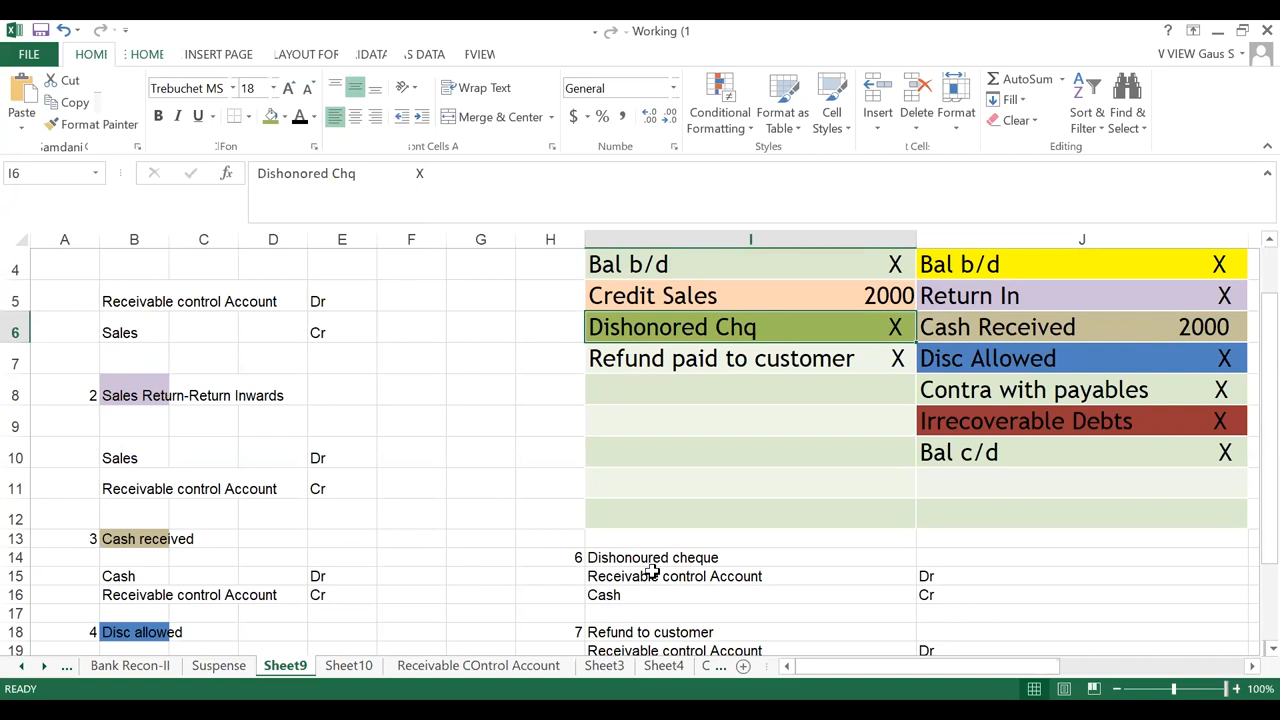 Working (1
FILE HOME HOME INSERT PAGE LAYOUT FOR DATA S DATA FVIEW V VIEW Gaus S
Cut
Copy
Format Painter
Paste
Samdani
Trebuchet MS 18
B I U A
Fon
Wrap Text
Merge & Center
ont Cells A
General
$ %
Numbe
Conditional Formatting
Format as Table
Cell Styles
Styles
Insert Delete Format
t Cell
AutoSum
Fill
Clear
Sort & Filter
Find & Select
Editing
I6 fx Dishonored Chq X
A B C D E F G H I J
4 Bal b/d X Bal b/d X
5 Receivable control Account Dr Credit Sales 2000 Return In X
6 Sales Cr Dishonored Chq X Cash Received 2000
7 Refund paid to customer X Disc Allowed X
8 2 Sales Return-Return Inwards Contra with payables X
9 Irrecoverable Debts X
10 Sales Dr Bal c/d X
11 Receivable control Account Cr
12
13 3 Cash received
14 6 Dishonoured cheque
15 Cash Dr Receivable control Account Dr
16 Receivable control Account Cr Cash Cr
17
18 4 Disc allowed 7 Refund to customer
19 Receivable control Account Dr
... Bank Recon-II Suspense Sheet9 Sheet10 Receivable COntrol Account Sheet3 Sheet4 C ...
READY 100%